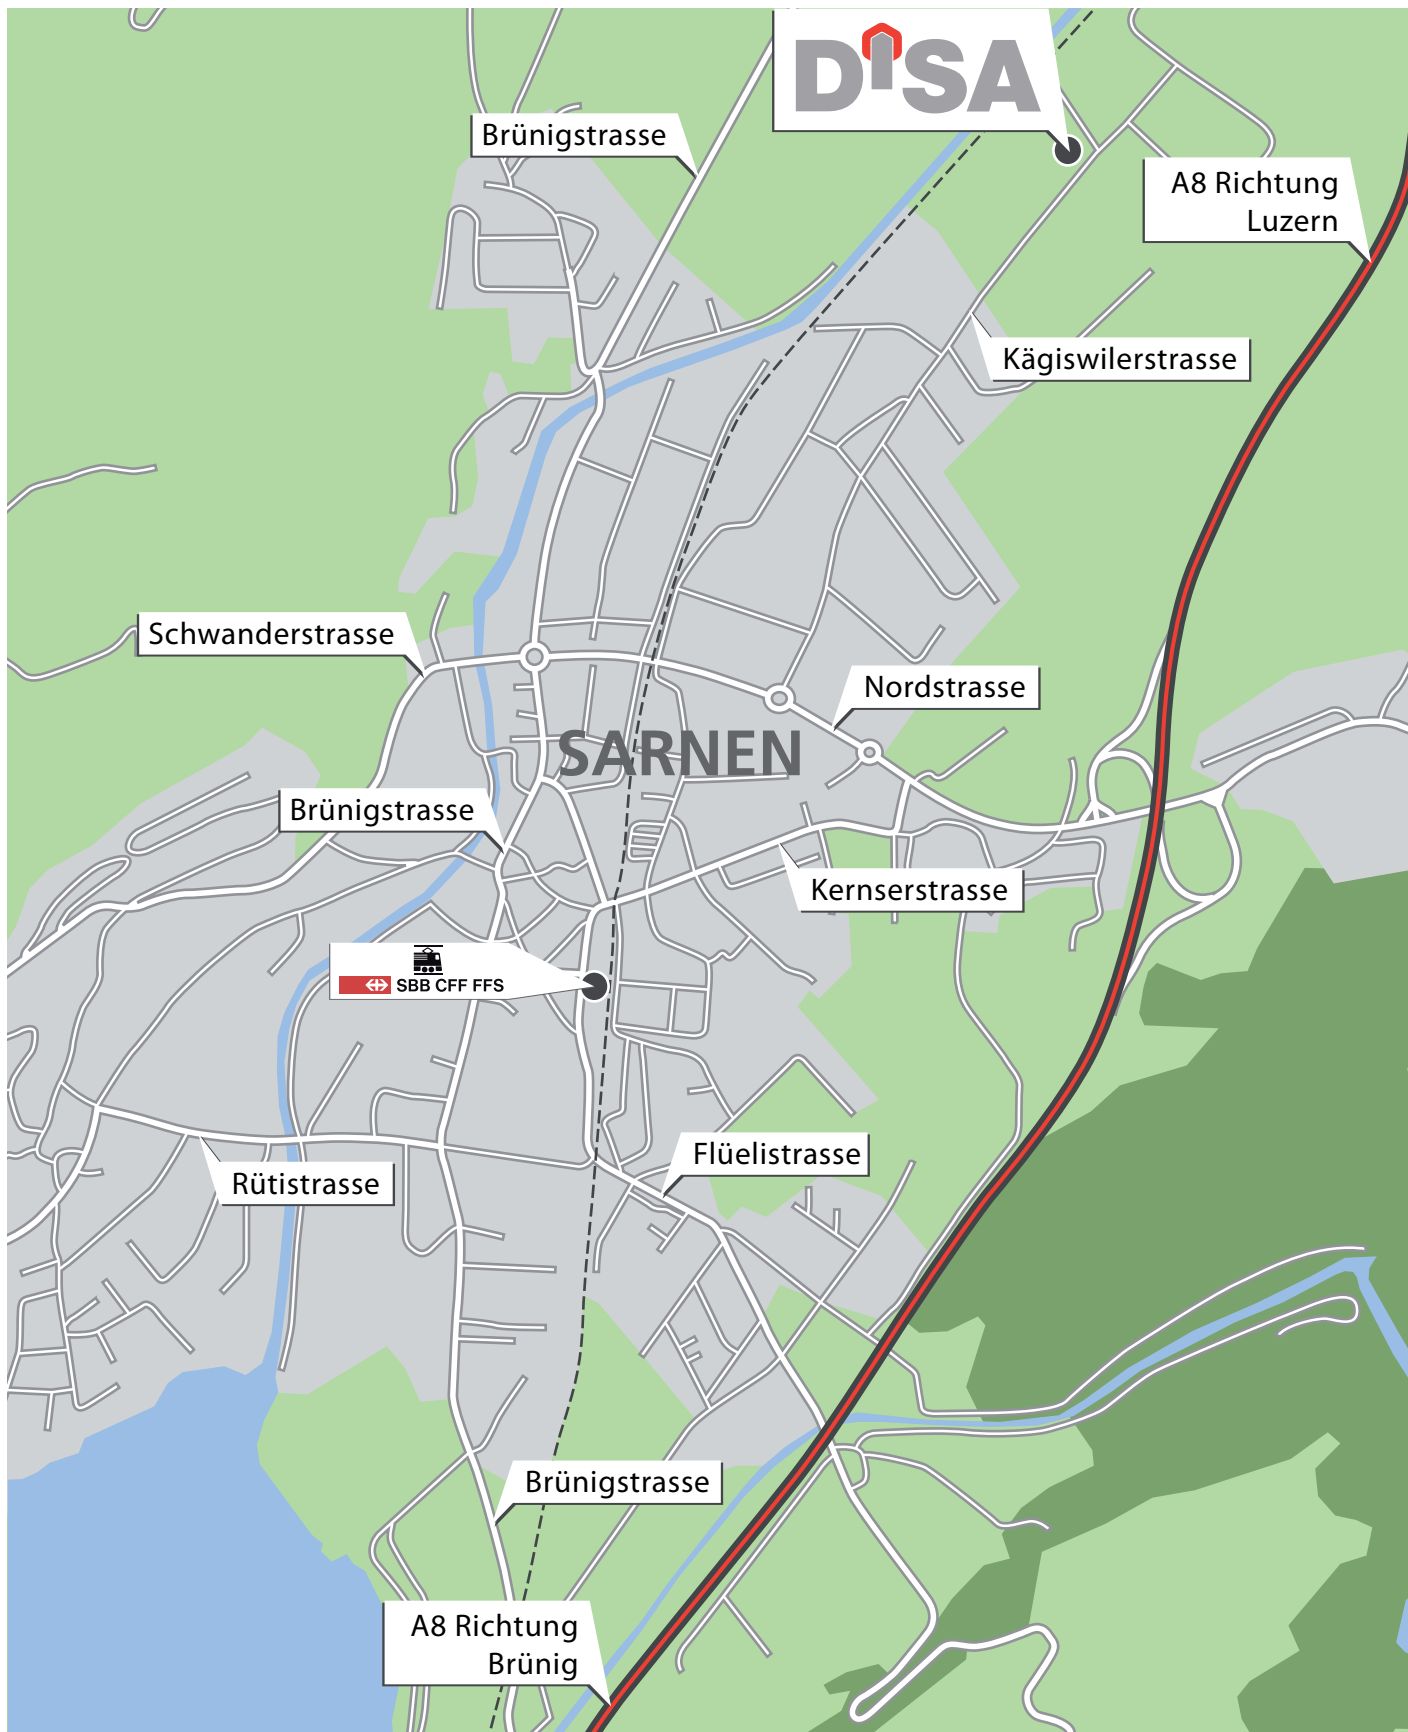 DISA
Brünigstrasse
A8 Richtung
Luzern
Kägiswilerstrasse
Schwanderstrasse
Nordstrasse
SARNEN
Brünigstrasse
Kernserstrasse
SBB CFF FFS
Flüelistrasse
Rütistrasse
Brünigstrasse
A8 Richtung
Brünig